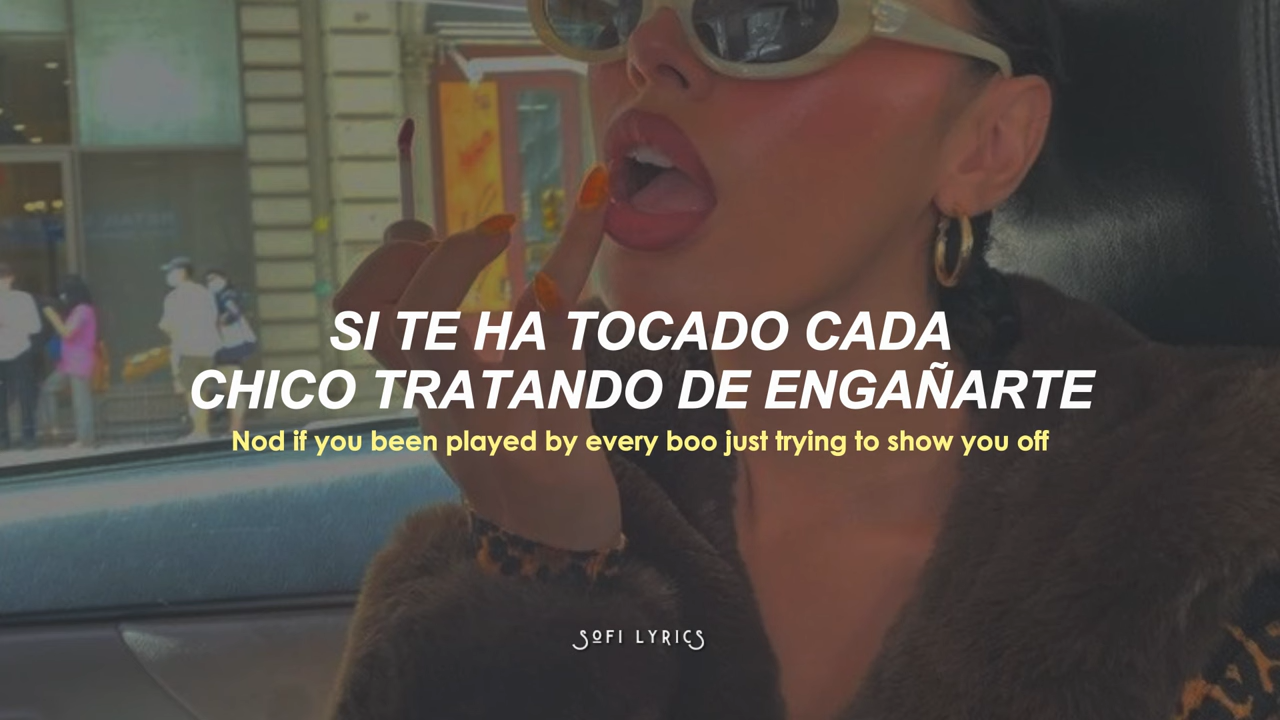 SI TE HA TOCADO CADA
CHICO TRATANDO DE ENGAÑARTE
Nod if you been played by every boo just trying to show you off
SOFI LYRICS